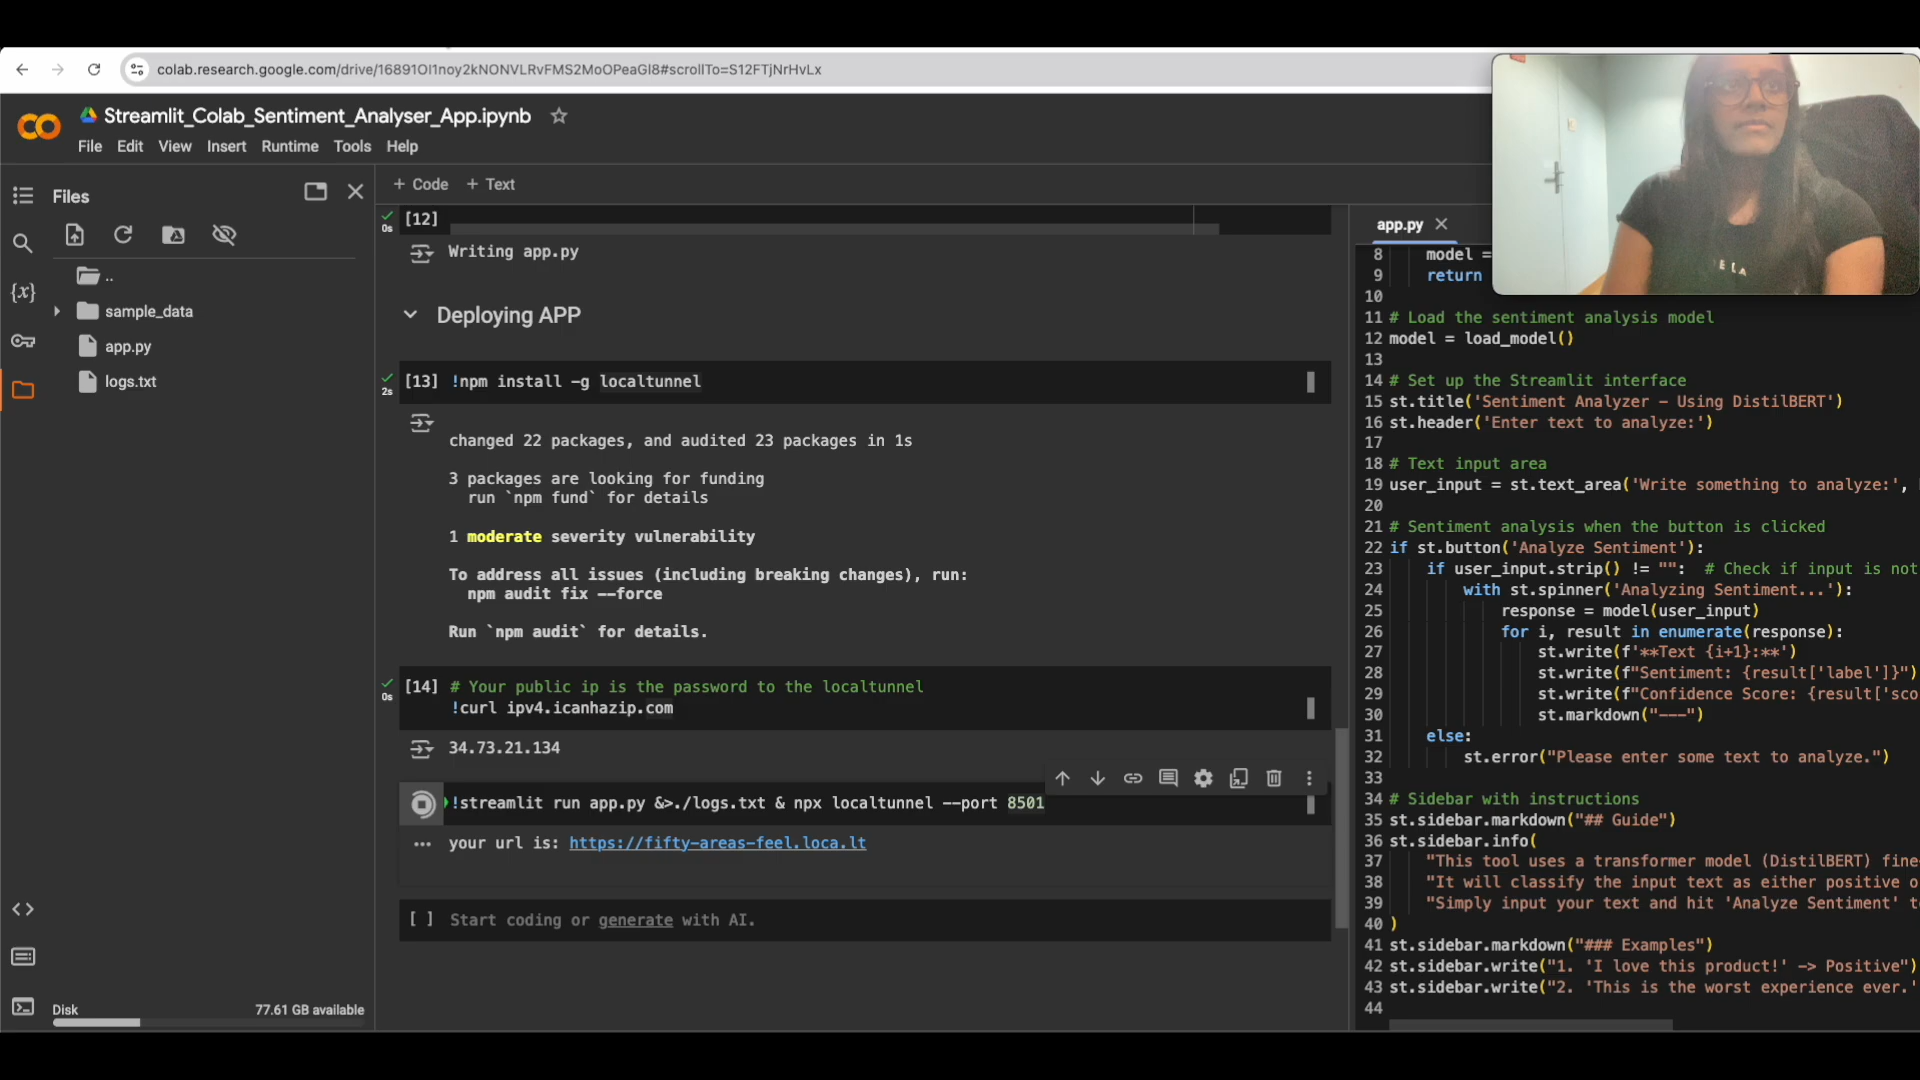 colab.research.google.com/drive/16891OI1noy2kNONVLRvFMS2MoOPeaGl8#scrollTo=S12FTjNrHvLx
Streamlit_Colab_Sentiment_Analyser_App.ipynb
File Edit View Insert Runtime Tools Help
Files
..
sample_data
app.py
logs.txt
Disk 77.61 GB available
+ Code + Text
0s [12]
Writing app.py
Deploying APP
2s [13] !npm install -g localtunnel
changed 22 packages, and audited 23 packages in 1s
3 packages are looking for funding
run `npm fund` for details
1 moderate severity vulnerability
To address all issues (including breaking changes), run:
npm audit fix --force
Run `npm audit` for details.
0s [14] # Your public ip is the password to the localtunnel
!curl ipv4.icanhazip.com
34.73.21.134
!streamlit run app.py &>./logs.txt & npx localtunnel --port 8501
your url is: https://fifty-areas-feel.loca.lt
[ ] Start coding or generate with AI.
app.py
8 model =
9 return
10
11 # Load the sentiment analysis model
12 model = load_model()
13
14 # Set up the Streamlit interface
15 st.title('Sentiment Analyzer - Using DistilBERT')
16 st.header('Enter text to analyze:')
17
18 # Text input area
19 user_input = st.text_area('Write something to analyze:',
20
21 # Sentiment analysis when the button is clicked
22 if st.button('Analyze Sentiment'):
23 if user_input.strip() != "": # Check if input is not
24 with st.spinner('Analyzing Sentiment...'):
25 response = model(user_input)
26 for i, result in enumerate(response):
27 st.write(f'**Text {i+1}:**')
28 st.write(f"Sentiment: {result['label']}")
29 st.write(f"Confidence Score: {result['sco
30 st.markdown("---")
31 else:
32 st.error("Please enter some text to analyze.")
33
34 # Sidebar with instructions
35 st.sidebar.markdown("## Guide")
36 st.sidebar.info(
37 "This tool uses a transformer model (DistilBERT) fine
38 "It will classify the input text as either positive o
39 "Simply input your text and hit 'Analyze Sentiment' t
40 )
41 st.sidebar.markdown("### Examples")
42 st.sidebar.write("1. 'I love this product!' -> Positive")
43 st.sidebar.write("2. 'This is the worst experience ever.'
44